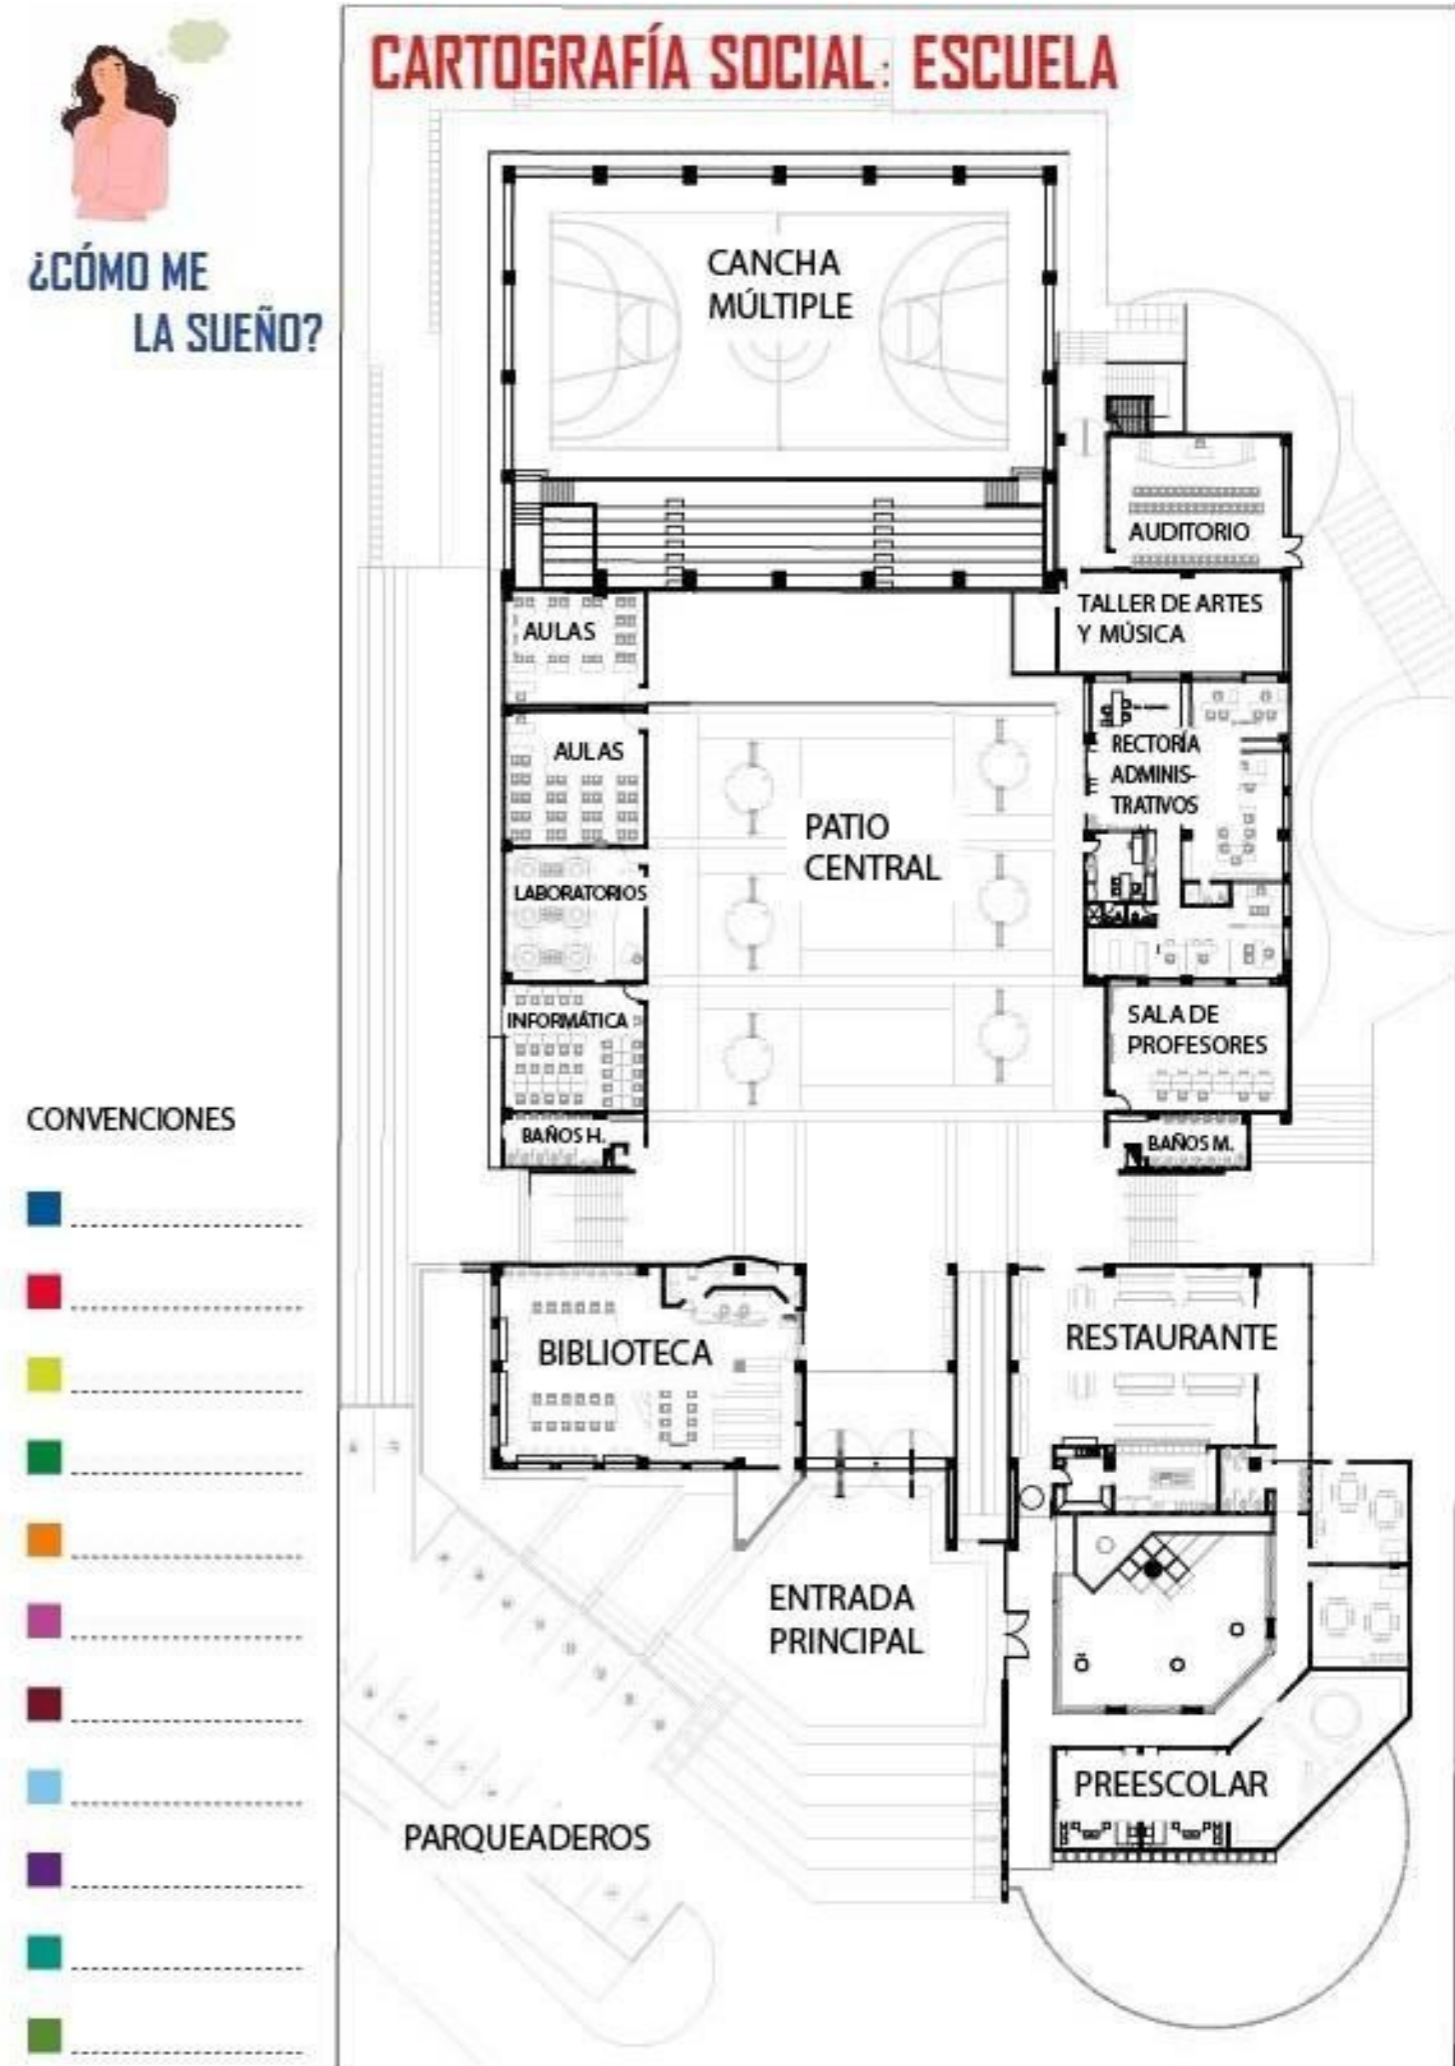 CARTOGRAFÍA SOCIAL: ESCUELA
¿CÓMO ME
LA SUEÑO?
CANCHA
MÚLTIPLE
AUDITORIO
TALLER DE ARTES
Y MÚSICA
AULAS
AULAS
RECTORÍA
ADMINIS-
TRATIVOS
PATIO
CENTRAL
LABORATORIOS
INFORMÁTICA
SALA DE
PROFESORES
BAÑOS H.
BAÑOS M.
CONVENCIONES
BIBLIOTECA
RESTAURANTE
ENTRADA
PRINCIPAL
PREESCOLAR
PARQUEADEROS